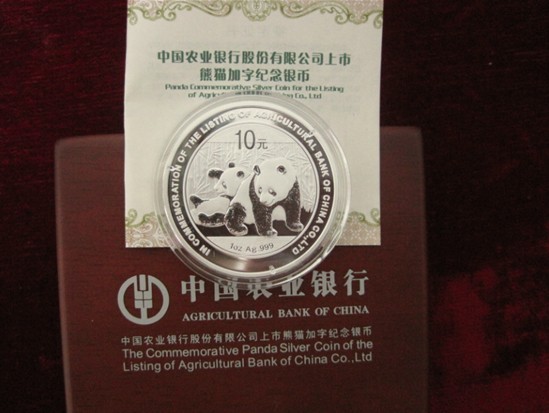 中国农业银行股份有限公司上市
熊猫加字纪念银币
Panda Commemorative Silver Coin for the Listing
of Agricultural Bank of China Co., Ltd
IN COMMEMORATION OF THE LISTING OF AGRICULTURAL BANK OF CHINA CO.,LTD
10元
1oz Ag .999
中国农业银行
AGRICULTURAL BANK OF CHINA
中国农业银行股份有限公司上市熊猫加字纪念银币
The Commemorative Panda Silver Coin of the
Listing of Agricultural Bank of China Co.,Ltd